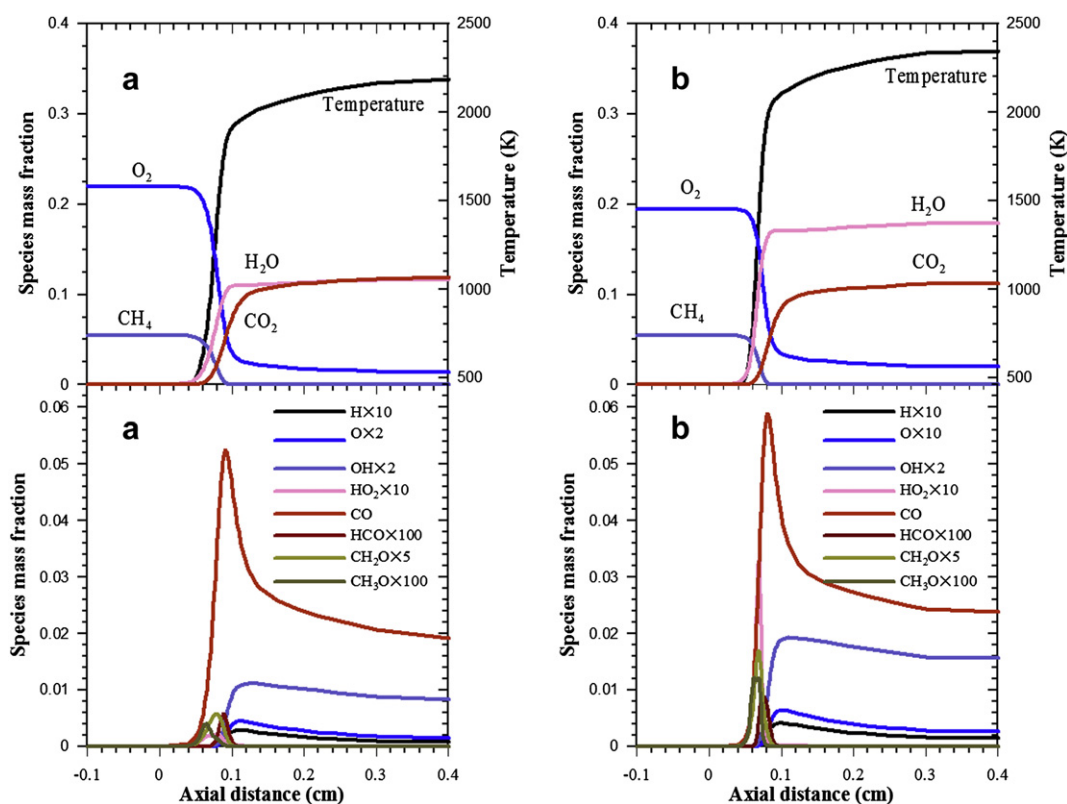 0.4
0.3
0.2
0.1
0
Species mass fraction
a
Temperature
O₂
H₂O
CH₄
CO₂
2500
2000
1500
1000
500
Temperature (K)
0.4
0.3
0.2
0.1
0
Species mass fraction
b
Temperature
O₂
H₂O
CO₂
CH₄
2500
2000
1500
1000
500
Temperature (K)
0.06
0.05
0.04
0.03
0.02
0.01
0
Species mass fraction
a
H×10
O×2
OH×2
HO₂×10
CO
HCO×100
CH₂O×5
CH₃O×100
-0.1
0
0.1
0.2
0.3
0.4
Axial distance (cm)
0.06
0.05
0.04
0.03
0.02
0.01
0
Species mass fraction
b
H×10
O×10
OH×2
HO₂×10
CO
HCO×100
CH₂O×5
CH₃O×100
-0.1
0
0.1
0.2
0.3
0.4
Axial distance (cm)